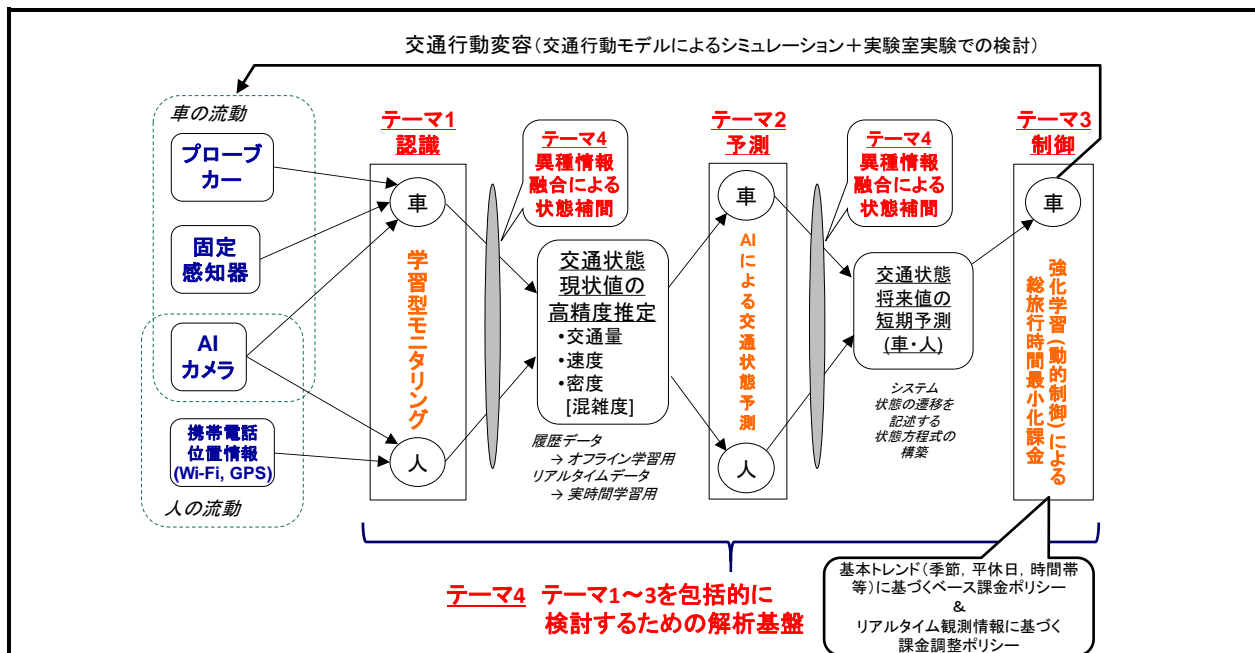 交通行動変容(交通行動モデルによるシミュレーション+実験室実験での検討)
車の流動
プローブ
カー
固定
感知器
AI
カメラ
携帯電話
位置情報
(Wi-Fi, GPS)
人の流動
テーマ1
認識
車
学習型モニタリング
人
テーマ4
異種情報
融合による
状態補間
交通状態
現状値の
高精度推定
・交通量
・速度
・密度
[混雑度]
履歴データ
→ オフライン学習用
リアルタイムデータ
→ 実時間学習用
テーマ2
予測
車
AIによる交通状態予測
人
テーマ4
異種情報
融合による
状態補間
交通状態
将来値の
短期予測
(車・人)
システム
状態の遷移を
記述する
状態方程式の
構築
テーマ3
制御
車
強化学習(動的制御)による
総旅行時間最小化課金
基本トレンド(季節, 平休日, 時間帯
等)に基づくベース課金ポリシー
&
リアルタイム観測情報に基づく
課金調整ポリシー
テーマ4 テーマ1~3を包括的に
検討するための解析基盤